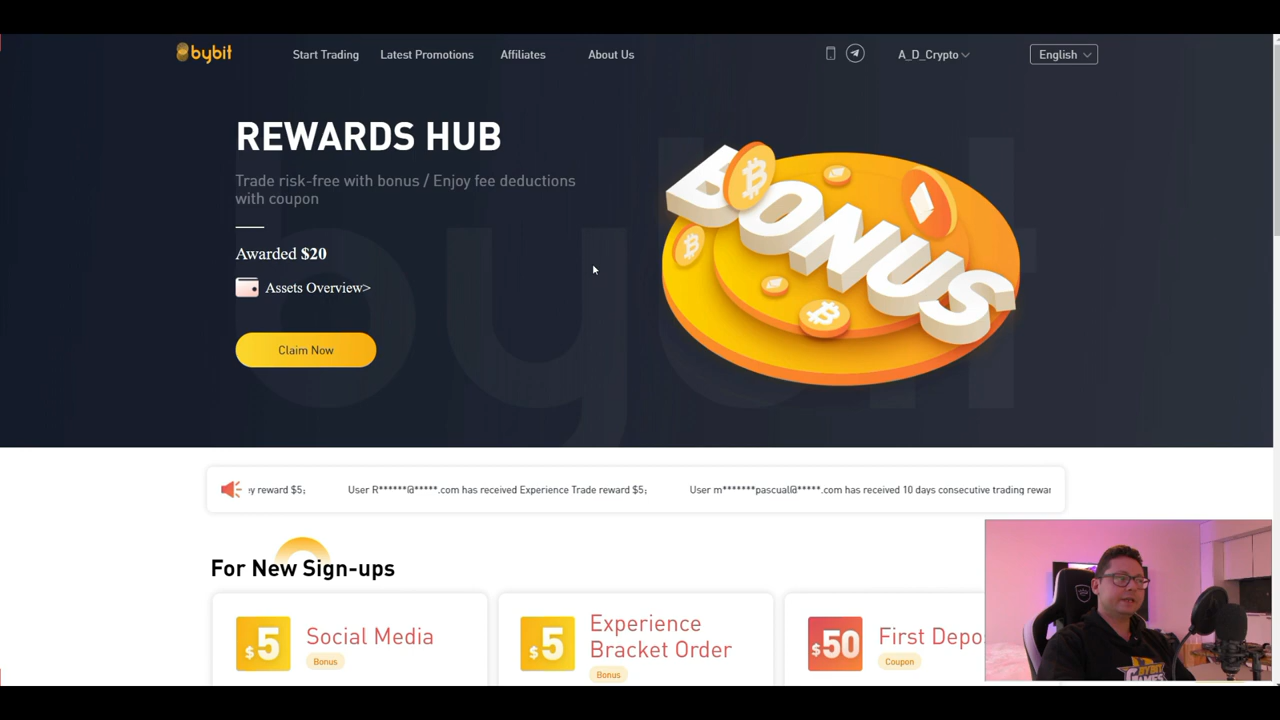 bybit
Start Trading
Latest Promotions
Affiliates
About Us
A_D_Crypto
English
REWARDS HUB
Trade risk-free with bonus / Enjoy fee deductions
with coupon
Awarded $20
Assets Overview>
Claim Now
BONUS
y reward $5;
User R******@*****.com has received Experience Trade reward $5;
User m*******pascual@*****.com has received 10 days consecutive trading rewar
For New Sign-ups
$5
Social Media
Bonus
$5
Experience
Bracket Order
Bonus
$50
First Depo
Coupon
BYBIT
GAMES